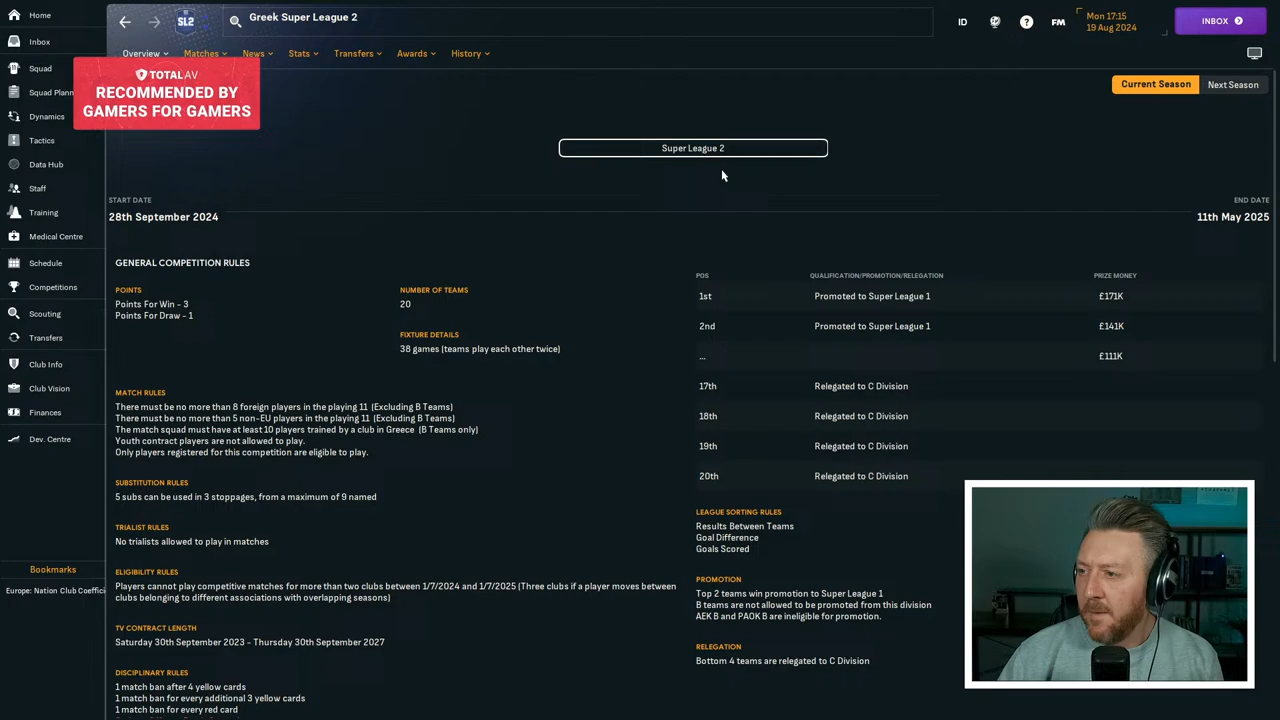 Home
Inbox
Squad
Squad Plann
Dynamics
Tactics
Data Hub
Staff
Training
Medical Centre
Schedule
Competitions
Scouting
Transfers
Club Info
Club Vision
Finances
Dev. Centre
Bookmarks
Europe: Nation Club Coeffici
SL2
Greek Super League 2
ID
?
FM
Mon 17:15
19 Aug 2024
INBOX
Overview
Matches
News
Stats
Transfers
Awards
History
TOTALAV
RECOMMENDED BY
GAMERS FOR GAMERS
Current Season
Next Season
Super League 2
START DATE
28th September 2024
END DATE
11th May 2025
GENERAL COMPETITION RULES
POINTS
Points For Win - 3
Points For Draw - 1
NUMBER OF TEAMS
20
FIXTURE DETAILS
38 games (teams play each other twice)
MATCH RULES
There must be no more than 8 foreign players in the playing 11 (Excluding B Teams)
There must be no more than 5 non-EU players in the playing 11 (Excluding B Teams)
The match squad must have at least 10 players trained by a club in Greece (B Teams only)
Youth contract players are not allowed to play.
Only players registered for this competition are eligible to play.
SUBSTITUTION RULES
5 subs can be used in 3 stoppages, from a maximum of 9 named
TRIALIST RULES
No trialists allowed to play in matches
ELIGIBILITY RULES
Players cannot play competitive matches for more than two clubs between 1/7/2024 and 1/7/2025 (Three clubs if a player moves between
clubs belonging to different associations with overlapping seasons)
TV CONTRACT LENGTH
Saturday 30th September 2023 - Thursday 30th September 2027
DISCIPLINARY RULES
1 match ban after 4 yellow cards
1 match ban for every additional 3 yellow cards
1 match ban for every red card
POS QUALIFICATION/PROMOTION/RELEGATION PRIZE MONEY
1st Promoted to Super League 1 £171K
2nd Promoted to Super League 1 £141K
... £111K
17th Relegated to C Division
18th Relegated to C Division
19th Relegated to C Division
20th Relegated to C Division
LEAGUE SORTING RULES
Results Between Teams
Goal Difference
Goals Scored
PROMOTION
Top 2 teams win promotion to Super League 1
B teams are not allowed to be promoted from this division
AEK B and PAOK B are ineligible for promotion.
RELEGATION
Bottom 4 teams are relegated to C Division